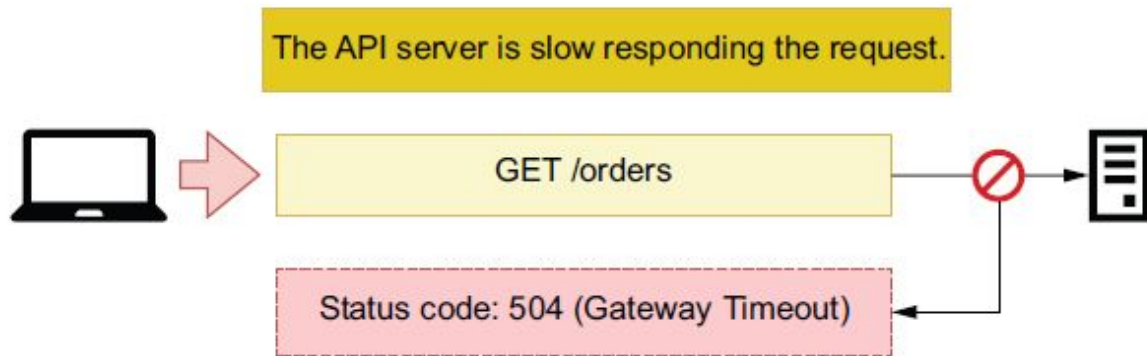 The API server is slow responding the request.
GET /orders
Status code: 504 (Gateway Timeout)